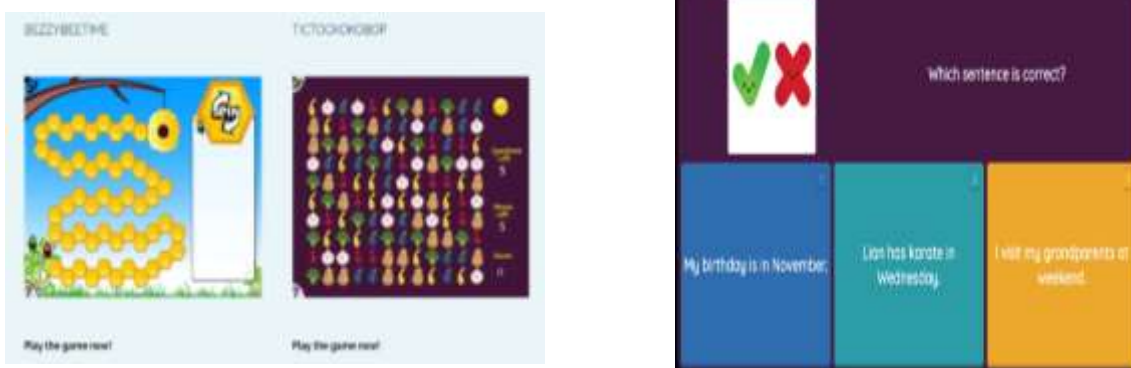 Play the game now!
Play the game now!
Which sentence is correct?
My birthday is in November.
Lian has karate in
Wednesday.
I visit my grandparents at
weekend.